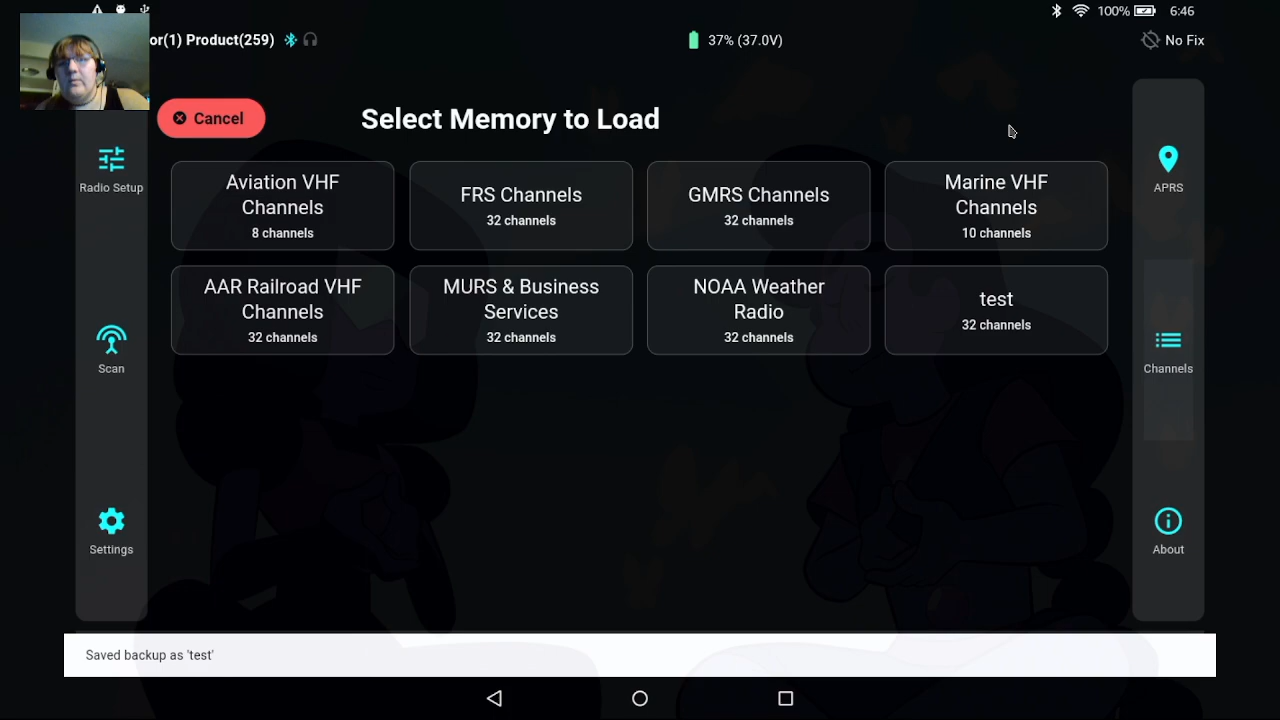 100% 6:46
or(1) Product(259)
37% (37.0V)
No Fix
Cancel
Select Memory to Load
Radio Setup
Aviation VHF
Channels
8 channels
FRS Channels
32 channels
GMRS Channels
32 channels
Marine VHF
Channels
10 channels
APRS
AAR Railroad VHF
Channels
32 channels
MURS & Business
Services
32 channels
NOAA Weather
Radio
32 channels
test
32 channels
Scan
Channels
Settings
About
Saved backup as 'test'